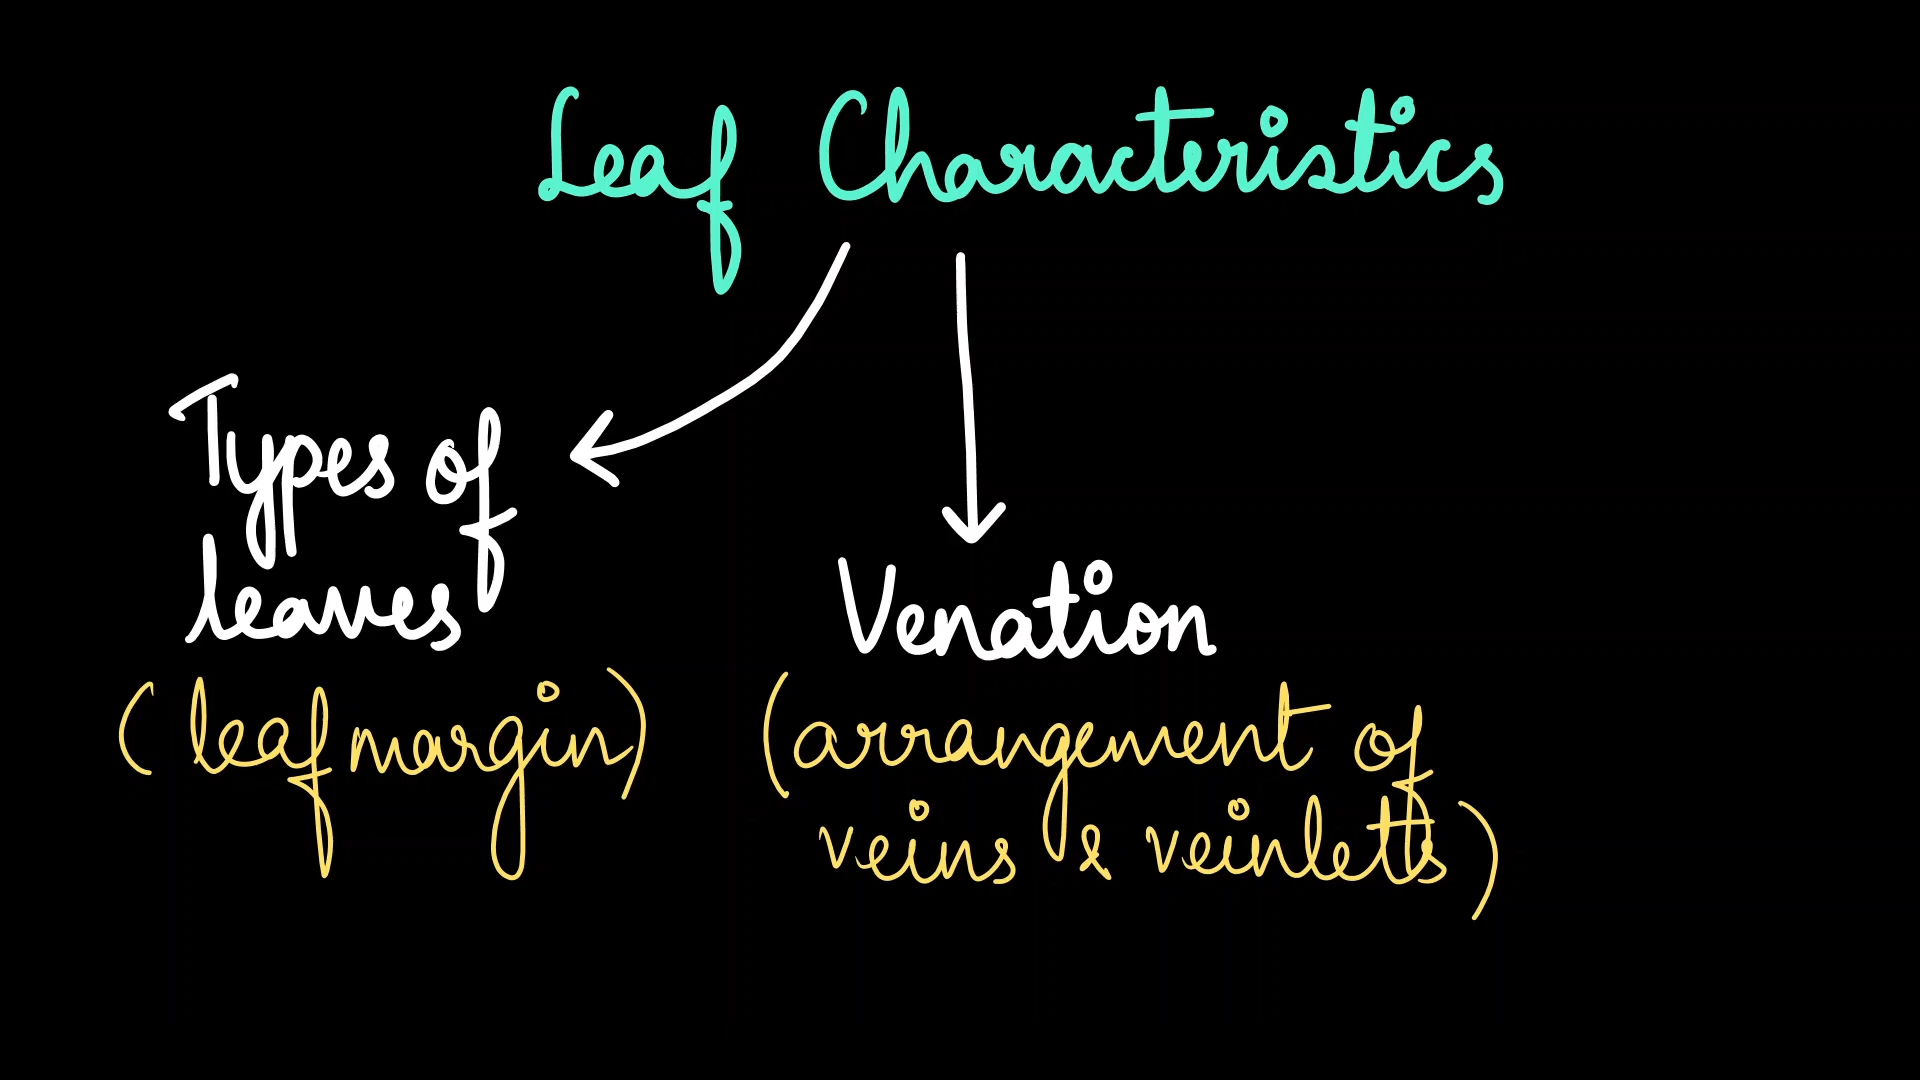 Leaf Characteristics
Types of
leaves
(leaf margin)
Venation
(arrangement of
veins & veinletts)